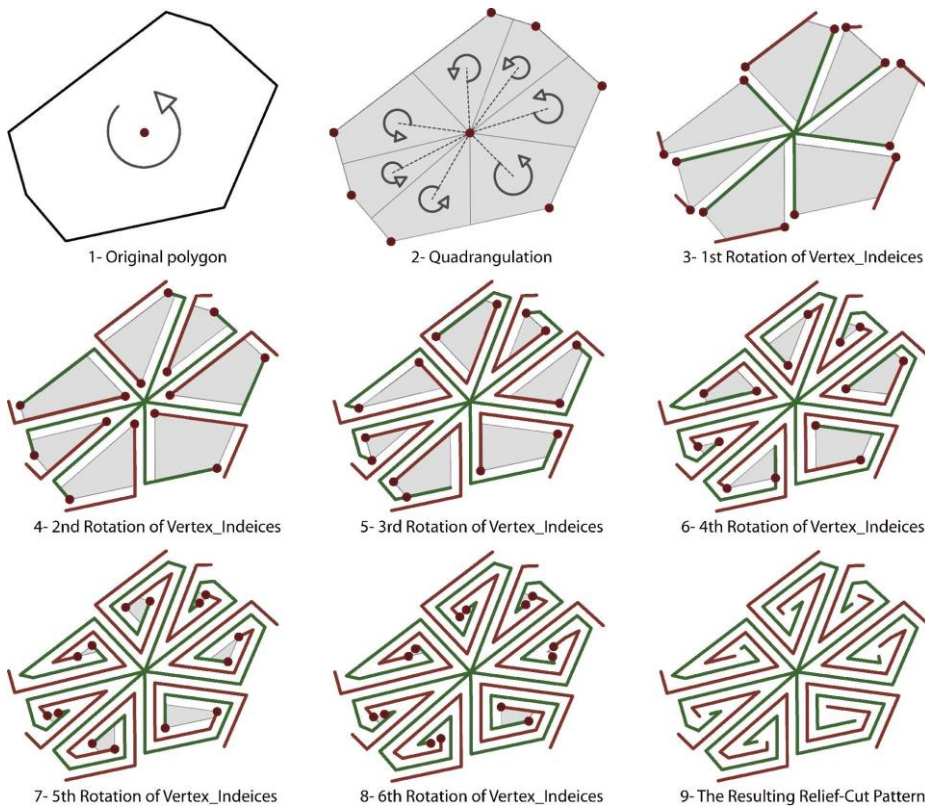 1- Original polygon
2- Quadrangulation
3- 1st Rotation of Vertex_Indeices
4- 2nd Rotation of Vertex_Indeices
5- 3rd Rotation of Vertex_Indeices
6- 4th Rotation of Vertex_Indeices
7- 5th Rotation of Vertex_Indeices
8- 6th Rotation of Vertex_Indeices
9- The Resulting Relief-Cut Pattern